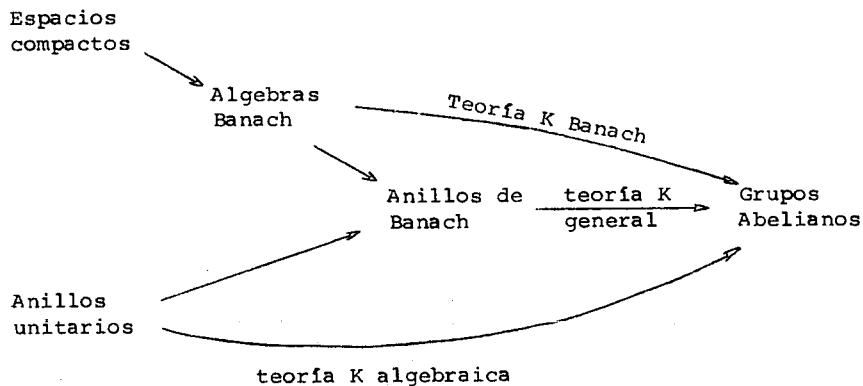 Espacios
compactos
Algebras
Banach
Teoría K Banach
Anillos de
Banach
teoría K
general
Grupos
Abelianos
Anillos
unitarios
teoría K algebraica